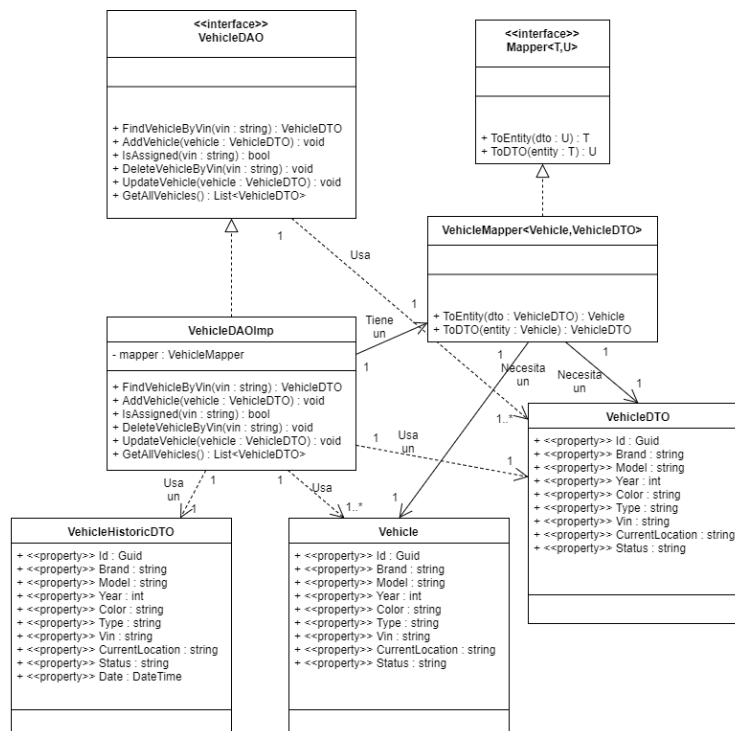 <<interface>>
VehicleDAO
+ FindVehicleByVin(vin : string) : VehicleDTO
+ AddVehicle(vehicle : VehicleDTO) : void
+ IsAssigned(vin : string) : bool
+ DeleteVehicleByVin(vin : string) : void
+ UpdateVehicle(vehicle : VehicleDTO) : void
+ GetAllVehicles() : List<VehicleDTO>
<<interface>>
Mapper<T,U>
+ ToEntity(dto : U) : T
+ ToDTO(entity : T) : U
1
Usa
1
1..*
VehicleMapper<Vehicle,VehicleDTO>
+ ToEntity(dto : VehicleDTO) : Vehicle
+ ToDTO(entity : Vehicle) : VehicleDTO
VehicleDAOImp
- mapper : VehicleMapper
+ FindVehicleByVin(vin : string) : VehicleDTO
+ AddVehicle(vehicle : VehicleDTO) : void
+ IsAssigned(vin : string) : bool
+ DeleteVehicleByVin(vin : string) : void
+ UpdateVehicle(vehicle : VehicleDTO) : void
+ GetAllVehicles() : List<VehicleDTO>
Tiene
un
1
1
Necesita
un
1
1
Necesita
un
1
1
Usa
un
1
VehicleDTO
+ <<property>> Id : Guid
+ <<property>> Brand : string
+ <<property>> Model : string
+ <<property>> Year : int
+ <<property>> Color : string
+ <<property>> Type : string
+ <<property>> Vin : string
+ <<property>> CurrentLocation : string
+ <<property>> Status : string
Usa
un
1
1
1
Usa
1..*
VehicleHistoricDTO
+ <<property>> Id : Guid
+ <<property>> Brand : string
+ <<property>> Model : string
+ <<property>> Year : int
+ <<property>> Color : string
+ <<property>> Type : string
+ <<property>> Vin : string
+ <<property>> CurrentLocation : string
+ <<property>> Status : string
+ <<property>> Date : DateTime
Vehicle
+ <<property>> Id : Guid
+ <<property>> Brand : string
+ <<property>> Model : string
+ <<property>> Year : int
+ <<property>> Color : string
+ <<property>> Type : string
+ <<property>> Vin : string
+ <<property>> CurrentLocation : string
+ <<property>> Status : string